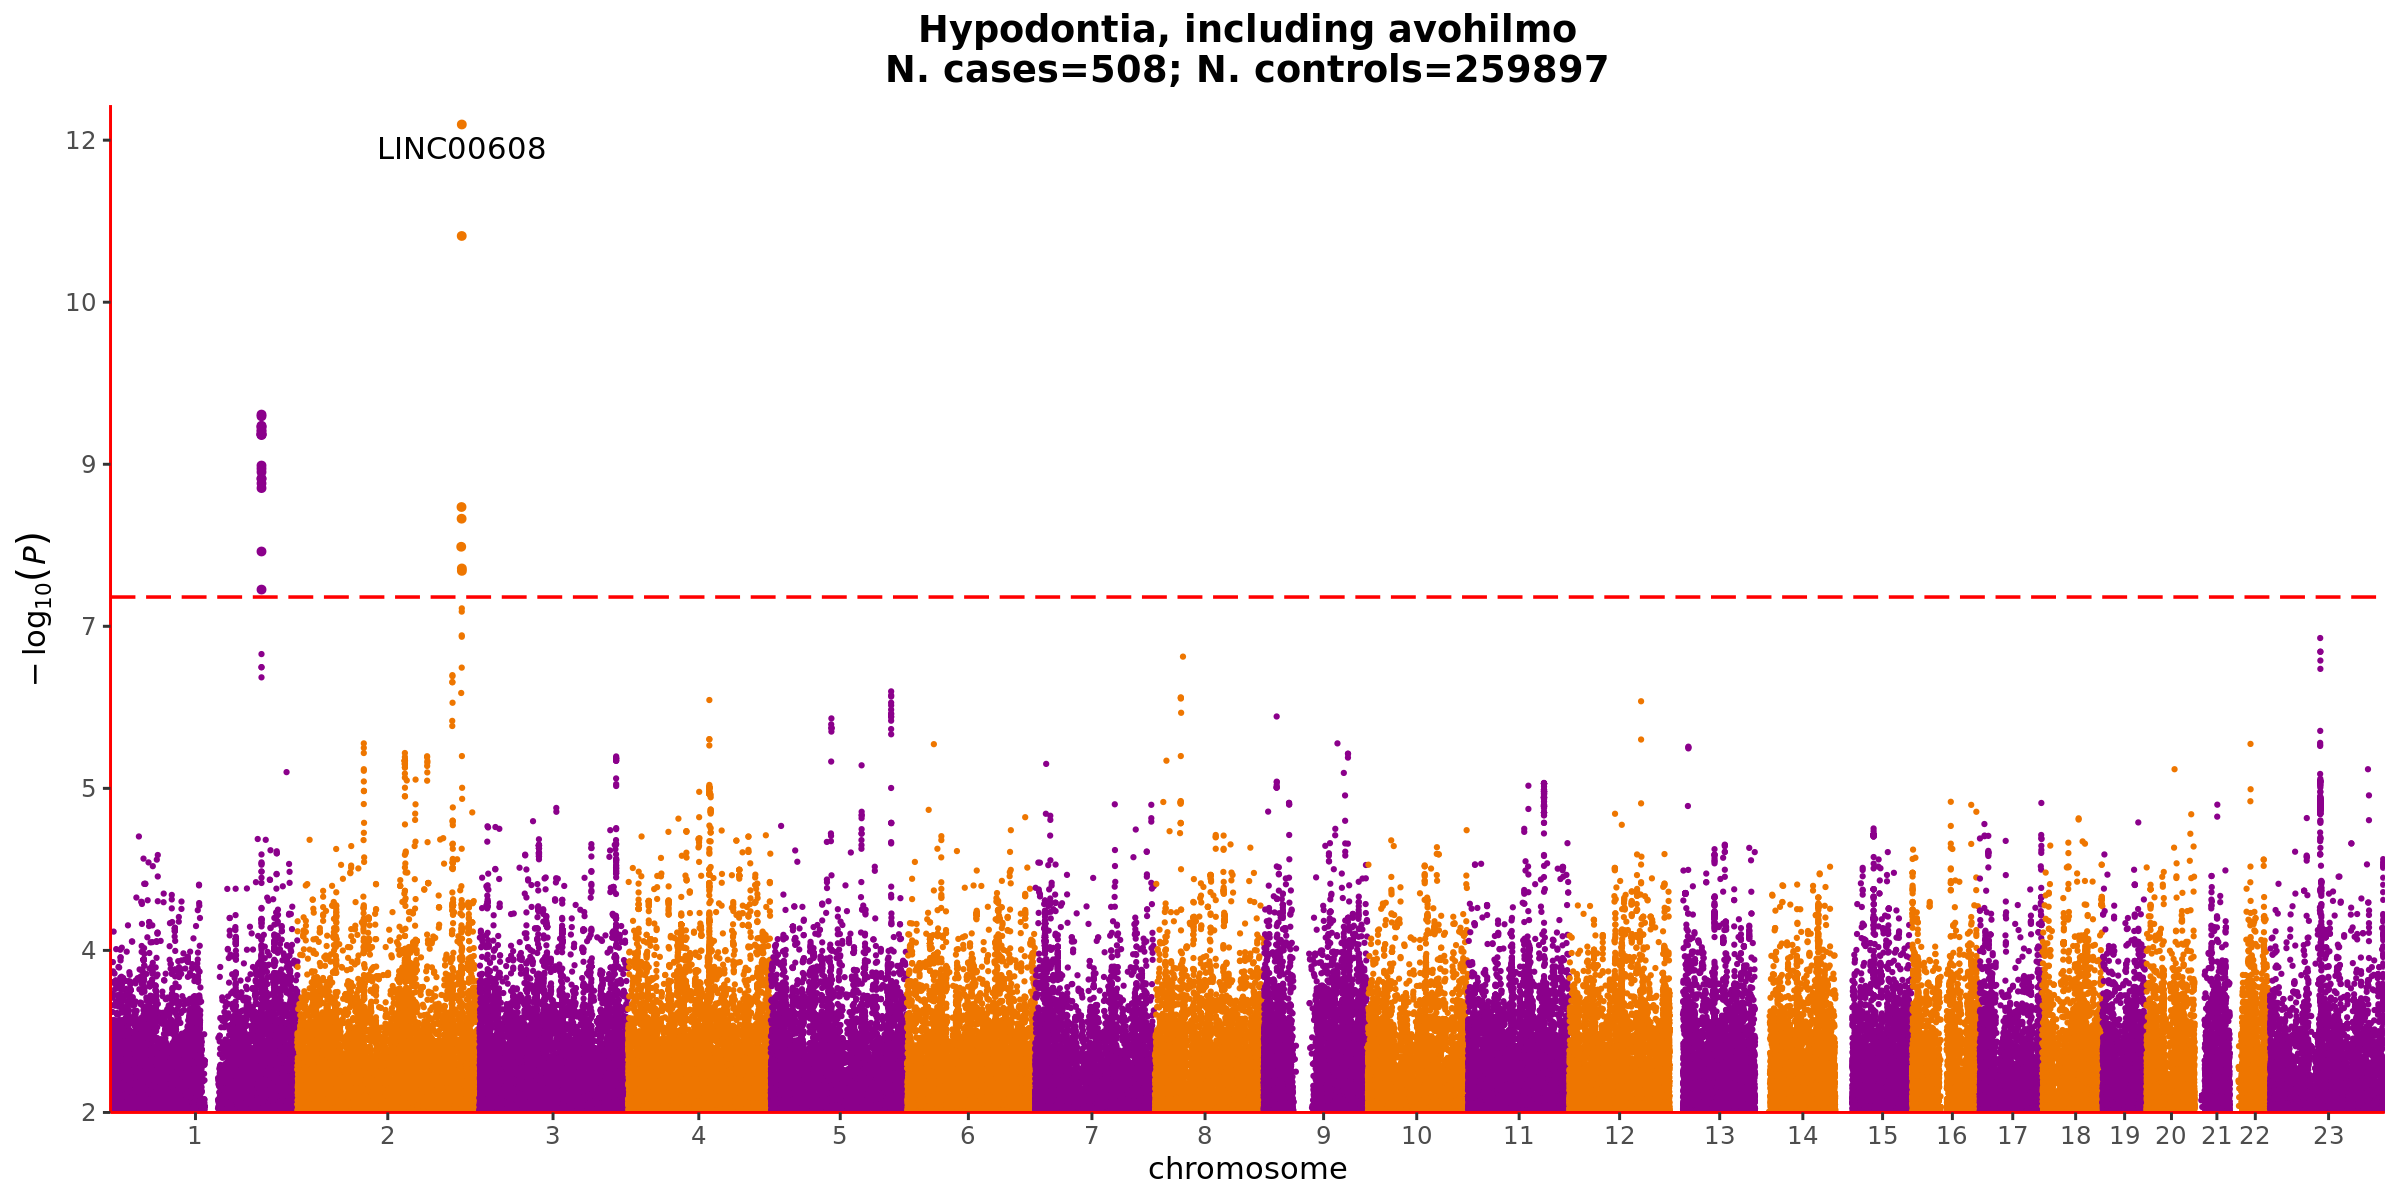 Hypodontia, including avohilmo
N. cases=508; N. controls=259897
12
LINC00608
10
9
7
5
4
2
− log10(P)
1 2 3 4 5 6 7 8 9 10 11 12 13 14 15 16 17 18 19 20 21 22 23
chromosome